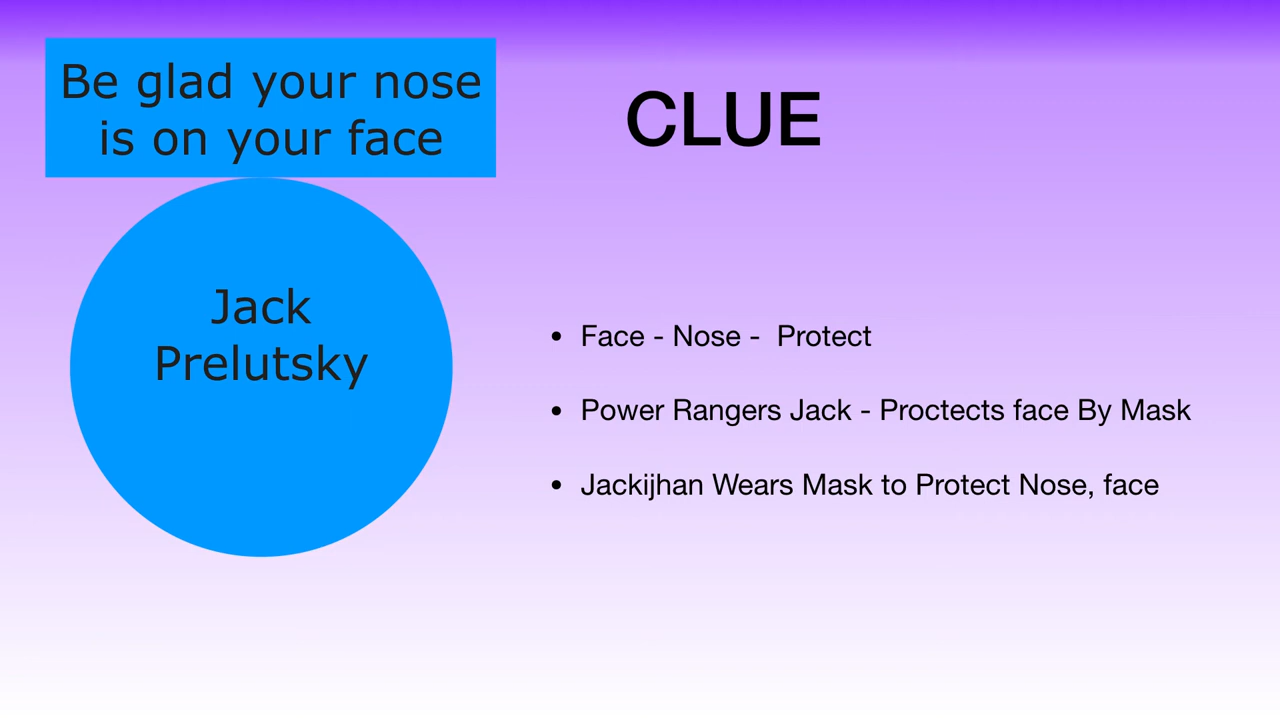 Be glad your nose
is on your face
CLUE
Jack
Prelutsky
• Face - Nose -  Protect
• Power Rangers Jack - Proctects face By Mask
• Jackijhan Wears Mask to Protect Nose, face